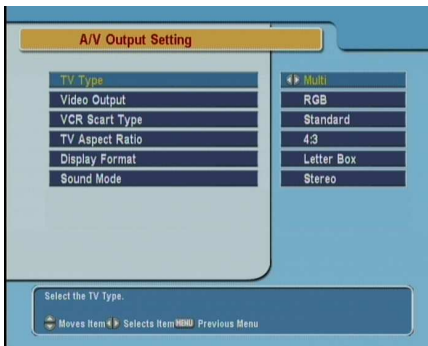 A/V Output Setting
TV Type Multi
Video Output RGB
VCR Scart Type Standard
TV Aspect Ratio 4:3
Display Format Letter Box
Sound Mode Stereo
Select the TV Type.
Moves Item Selects Item MENU Previous Menu